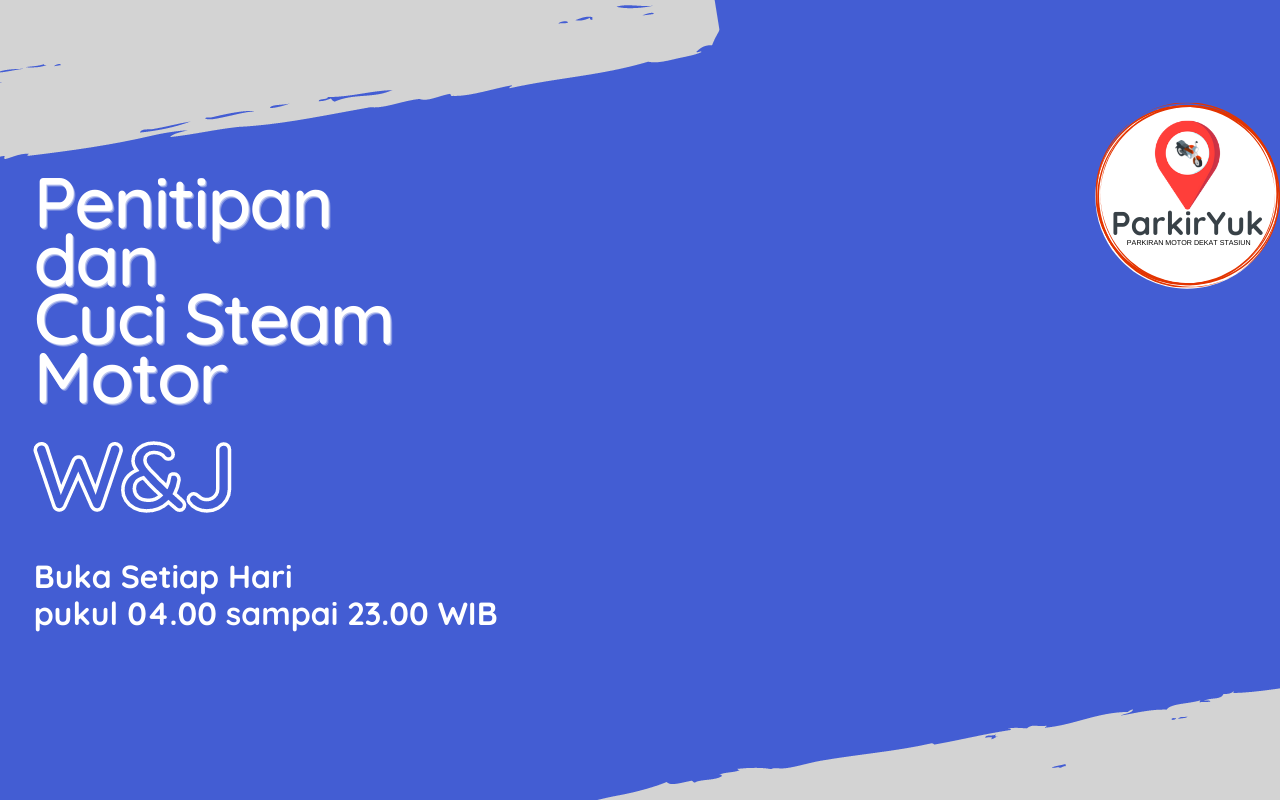 Penitipan
dan
Cuci Steam
Motor
W&J
Buka Setiap Hari
pukul 04.00 sampai 23.00 WIB
ParkirYuk
PARKIRAN MOTOR DEKAT STASIUN